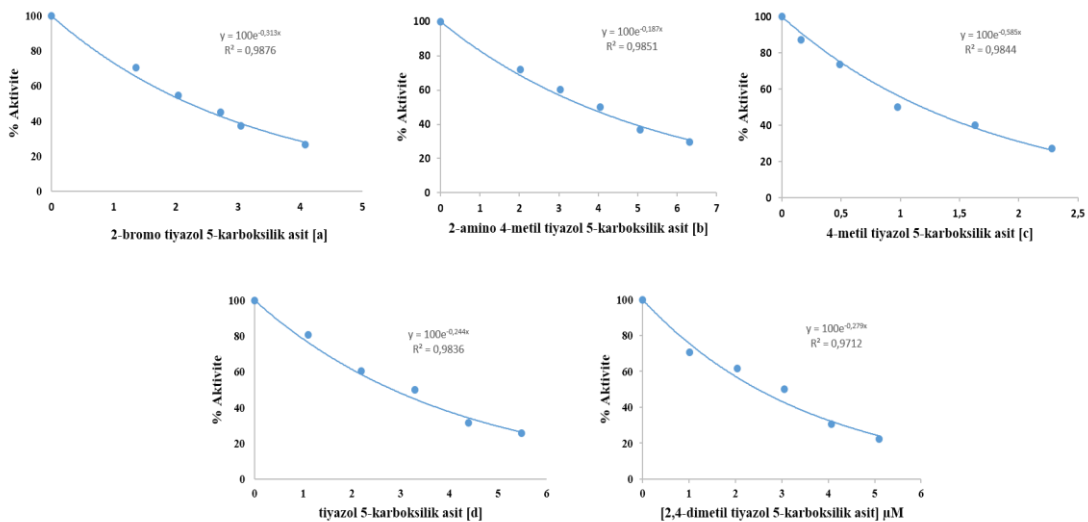 % Aktivite
100
80
60
40
20
0
0 1 2 3 4 5
y = 100e^-0,313x
R² = 0,9876
2-bromo tiyazol 5-karboksilik asit [a]
% Aktivite
100
80
60
40
20
0
0 1 2 3 4 5 6 7
y = 100e^-0,187x
R² = 0,9851
2-amino 4-metil tiyazol 5-karboksilik asit [b]
% Aktivite
100
80
60
40
20
0
0 0,5 1 1,5 2 2,5
y = 100e^-0,585x
R² = 0,9844
4-metil tiyazol 5-karboksilik asit [c]
% Aktivite
100
80
60
40
20
0
0 1 2 3 4 5 6
y = 100e^-0,244x
R² = 0,9836
tiyazol 5-karboksilik asit [d]
% Aktivite
100
80
60
40
20
0
0 1 2 3 4 5 6
y = 100e^-0,279x
R² = 0,9712
[2,4-dimetil tiyazol 5-karboksilik asit] µM